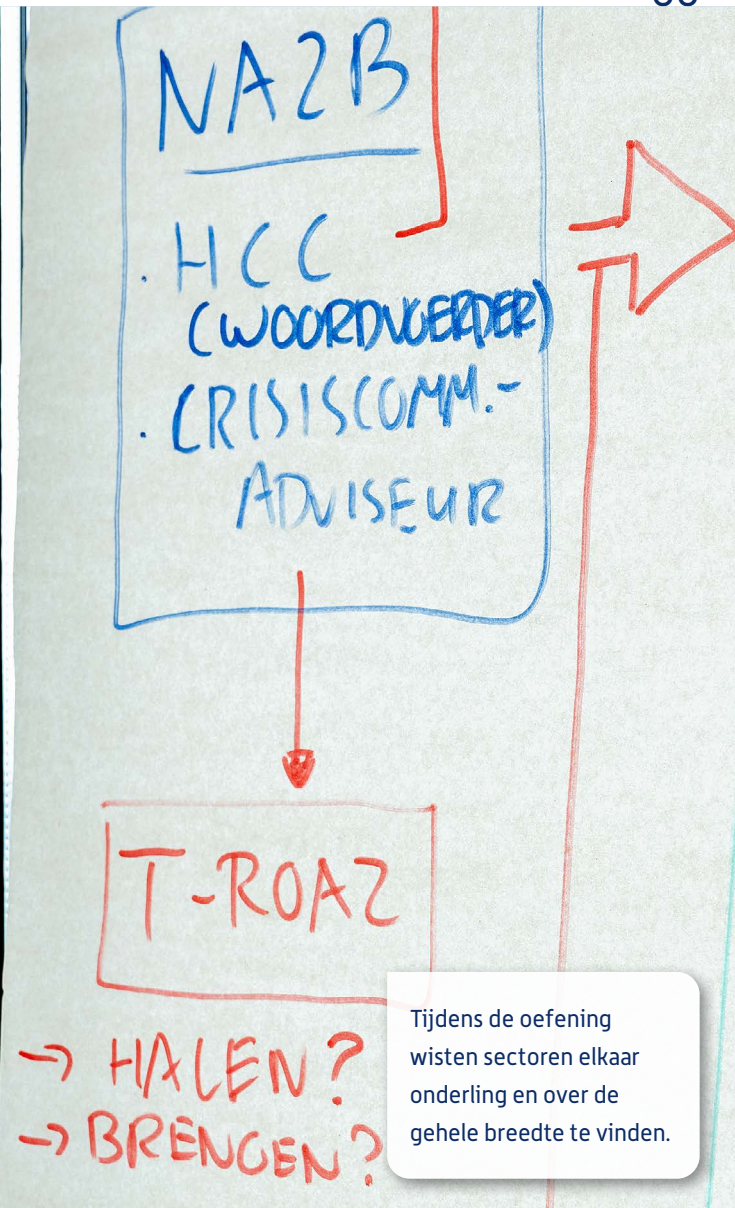 NAZB
· HCC
(WOORDVOERDER)
· CRISISCOMM.-
ADVISEUR
T-ROAZ
→ HALEN?
→ BRENGEN?
Tijdens de oefening
wisten sectoren elkaar
onderling en over de
gehele breedte te vinden.